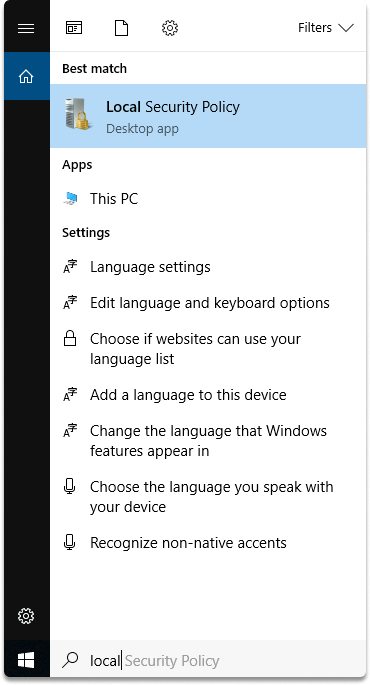 Filters
Best match
Local Security Policy
Desktop app
Apps
This PC
Settings
Language settings
Edit language and keyboard options
Choose if websites can use your
language list
Add a language to this device
Change the language that Windows
features appear in
Choose the language you speak with
your device
Recognize non-native accents
local Security Policy